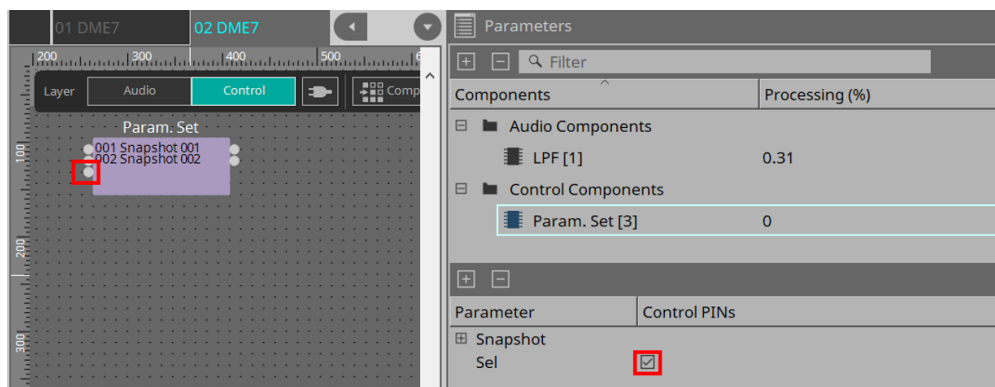 01 DME7
02 DME7
Parameters
200
300
400
500
Filter
Layer
Audio
Control
Comp
Components
Processing (%)
Param. Set
Audio Components
001 Snapshot 001
002 Snapshot 002
100
LPF [1]
0.31
Control Components
Param. Set [3]
0
200
Parameter
Control PINs
Snapshot
300
Sel